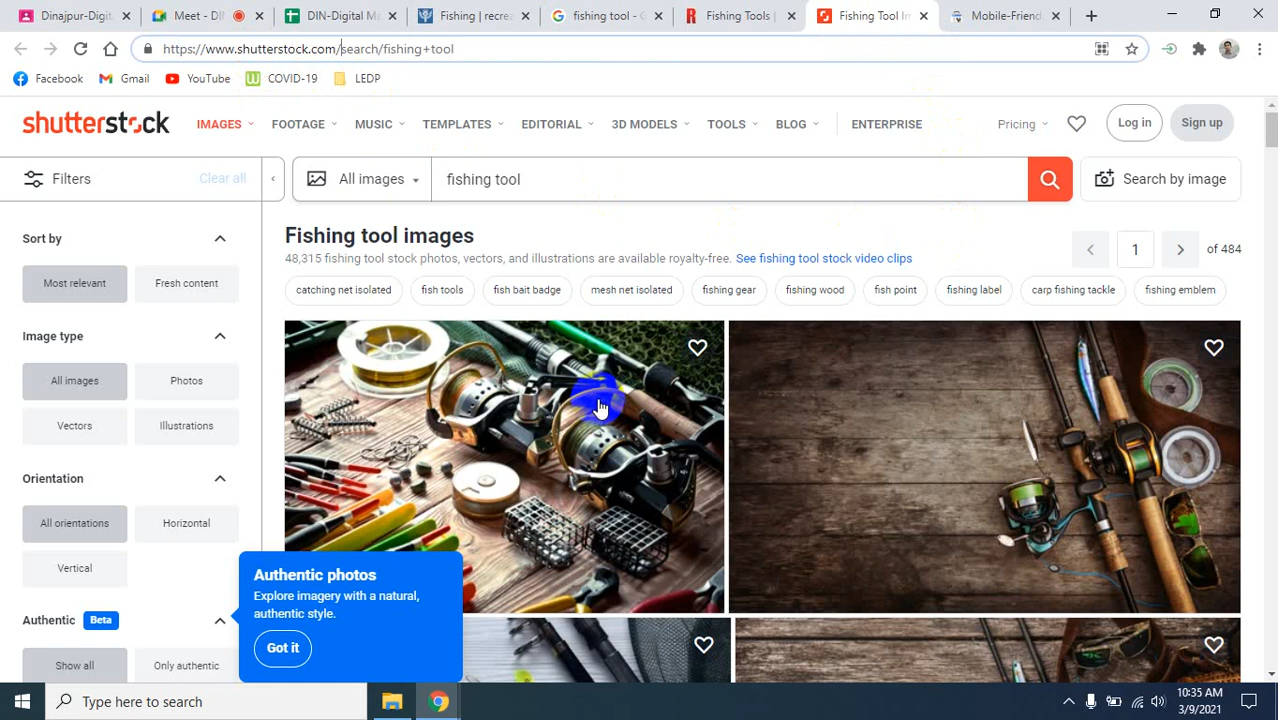 Dinajpur-Digita
Meet - DI
DIN-Digital Ma
Fishing | recrea
fishing tool - G
Fishing Tools |
Fishing Tool Im
Mobile-Friend
https://www.shutterstock.com/search/fishing+tool
Facebook
Gmail
YouTube
COVID-19
LEDP
shutterstock
IMAGES
FOOTAGE
MUSIC
TEMPLATES
EDITORIAL
3D MODELS
TOOLS
BLOG
ENTERPRISE
Pricing
Log in
Sign up
Filters
Clear all
All images
fishing tool
Search by image
Sort by
Most relevant
Fresh content
Image type
All images
Photos
Vectors
Illustrations
Orientation
All orientations
Horizontal
Vertical
Authentic
Beta
Show all
Only authentic
Fishing tool images
1
of 484
48,315 fishing tool stock photos, vectors, and illustrations are available royalty-free. See fishing tool stock video clips
catching net isolated
fish tools
fish bait badge
mesh net isolated
fishing gear
fishing wood
fish point
fishing label
carp fishing tackle
fishing emblem
Authentic photos
Explore imagery with a natural,
authentic style.
Got it
Type here to search
10:35 AM
3/9/2021